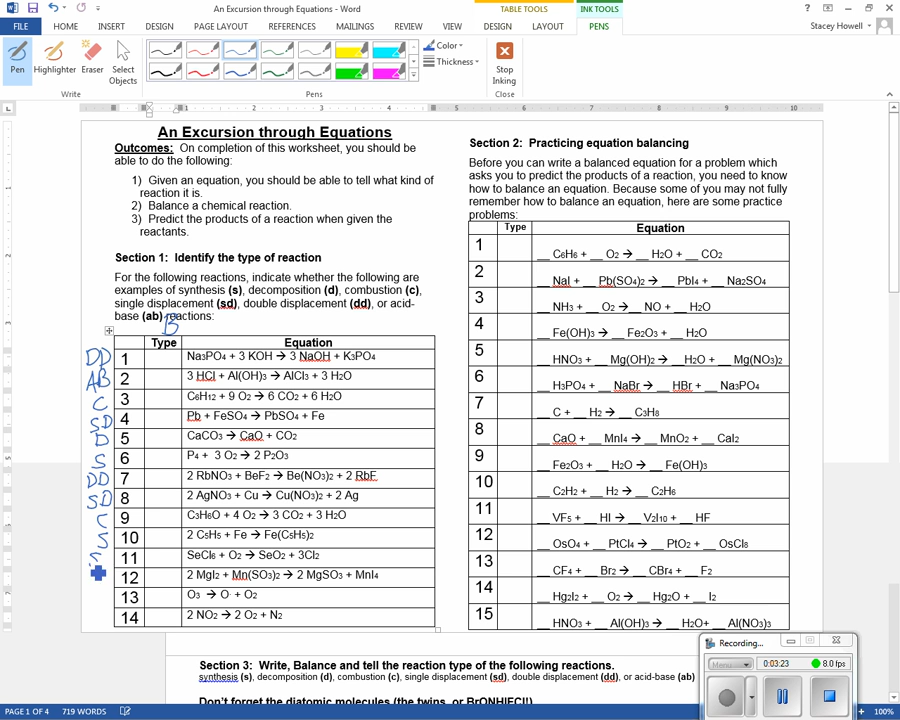 An Excursion through Equations - Word
TABLE TOOLS
INK TOOLS
FILE HOME INSERT DESIGN PAGE LAYOUT REFERENCES MAILINGS REVIEW VIEW DESIGN LAYOUT PENS
Stacey Howell
Pen
Highlighter
Eraser
Select Objects
Color
Thickness
Stop Inking
Write
Pens
Close
An Excursion through Equations
Outcomes: On completion of this worksheet, you should be
able to do the following:
1) Given an equation, you should be able to tell what kind of
reaction it is.
2) Balance a chemical reaction.
3) Predict the products of a reaction when given the
reactants.
Section 1: Identify the type of reaction
For the following reactions, indicate whether the following are
examples of synthesis (s), decomposition (d), combustion (c),
single displacement (sd), double displacement (dd), or acid-
base (ab) reactions:
B
Type Equation
DD 1 Na3PO4 + 3 KOH → 3 NaOH + K3PO4
AB 2 3 HCl + Al(OH)3 → AlCl3 + 3 H2O
C 3 C6H12 + 9 O2 → 6 CO2 + 6 H2O
SD 4 Pb + FeSO4 → PbSO4 + Fe
D 5 CaCO3 → CaO + CO2
S 6 P4 + 3 O2 → 2 P2O3
DD 7 2 RbNO3 + BeF2 → Be(NO3)2 + 2 RbF
SD 8 2 AgNO3 + Cu → Cu(NO3)2 + 2 Ag
C 9 C3H6O + 4 O2 → 3 CO2 + 3 H2O
S 10 2 C5H5 + Fe → Fe(C5H5)2
S 11 SeCl6 + O2 → SeO2 + 3Cl2
12 2 MgI2 + Mn(SO3)2 → 2 MgSO3 + MnI4
13 O3 → O· + O2
14 2 NO2 → 2 O2 + N2
Section 2: Practicing equation balancing
Before you can write a balanced equation for a problem which
asks you to predict the products of a reaction, you need to know
how to balance an equation. Because some of you may not fully
remember how to balance an equation, here are some practice
problems:
Type Equation
1 __ C6H6 + __ O2 → __ H2O + __ CO2
2 __ NaI + __ Pb(SO4)2 → __ PbI4 + __ Na2SO4
3 __ NH3 + __ O2 → __ NO + __ H2O
4 __ Fe(OH)3 → __ Fe2O3 + __ H2O
5 __ HNO3 + __ Mg(OH)2 → __ H2O + __ Mg(NO3)2
6 __ H3PO4 + __ NaBr → __ HBr + __ Na3PO4
7 __ C + __ H2 → __ C3H8
8 __ CaO + __ MnI4 → __ MnO2 + __ CaI2
9 __ Fe2O3 + __ H2O → __ Fe(OH)3
10 __ C2H2 + __ H2 → __ C2H6
11 __ VF5 + __ HI → __ V2I10 + __ HF
12 __ OsO4 + __ PtCl4 → __ PtO2 + __ OsCl8
13 __ CF4 + __ Br2 → __ CBr4 + __ F2
14 __ Hg2I2 + __ O2 → __ Hg2O + __ I2
15 __ HNO3 + __ Al(OH)3 → __ H2O+ __ Al(NO3)3
Section 3: Write, Balance and tell the reaction type of the following reactions.
synthesis (s), decomposition (d), combustion (c), single displacement (sd), double displacement (dd), or acid-base (ab)
Don't forget the diatomic molecules (the twins, or BrONHIFCl!)
Recording...
Menu 0:03:23 8.0 fps
PAGE 1 OF 4 719 WORDS
100%